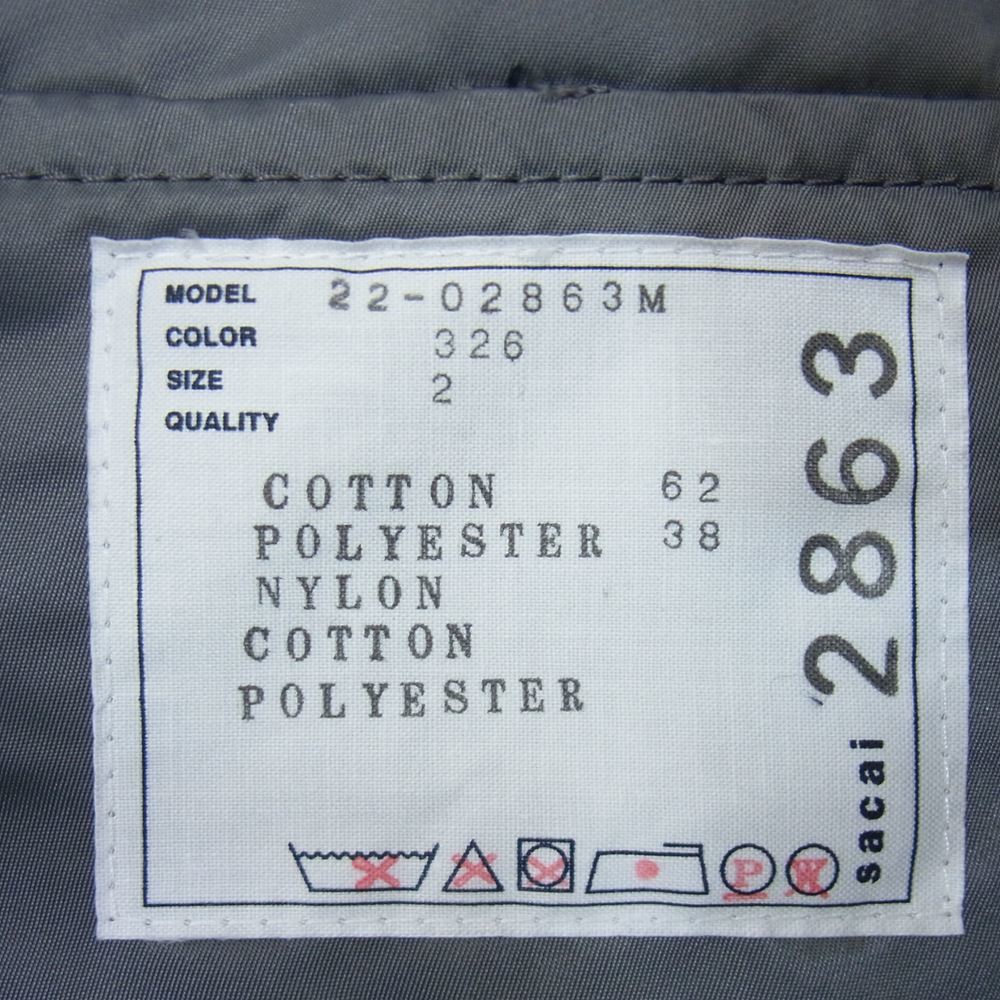 MODEL 22-02863M
COLOR 326
SIZE 2
QUALITY
COTTON 62
POLYESTER 38
NYLON
COTTON
POLYESTER
P W
sacai 2863